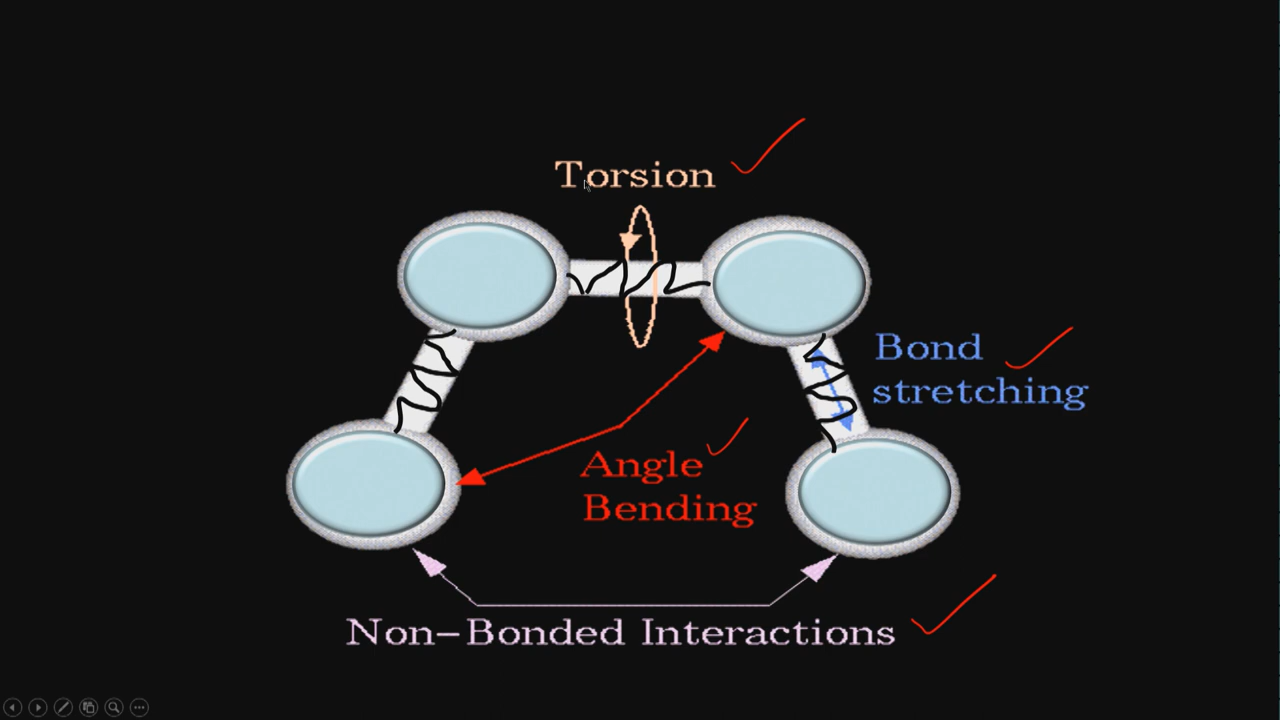 Torsion
Bond
stretching
Angle
Bending
Non-Bonded Interactions